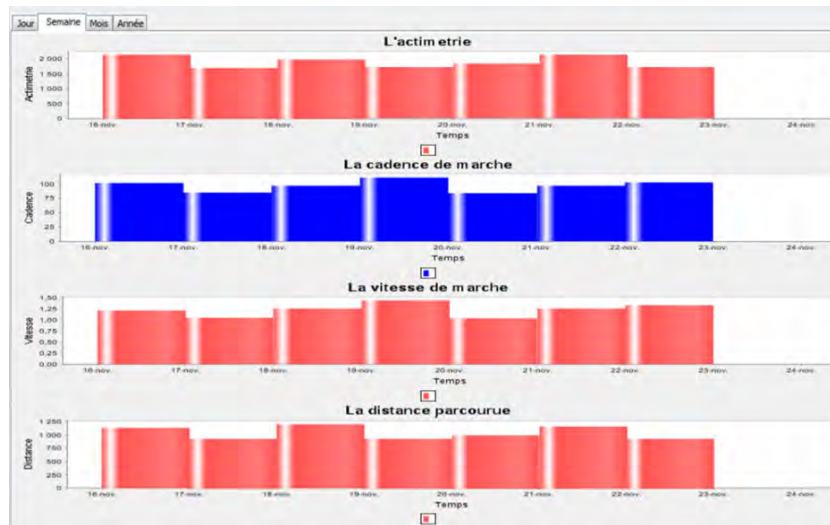 Jour Semaine Mois Année
L'actimetrie
Actimetrie
2 000
1 500
1 000
500
0
16-nov. 17-nov. 18-nov. 19-nov. 20-nov. 21-nov. 22-nov. 23-nov. 24-nov.
Temps
La cadence de marche
Cadence
100
75
50
25
0
16-nov. 17-nov. 18-nov. 19-nov. 20-nov. 21-nov. 22-nov. 23-nov. 24-nov.
Temps
La vitesse de marche
Vitesse
1,50
1,25
1,00
0,75
0,50
0,25
0,00
16-nov. 17-nov. 18-nov. 19-nov. 20-nov. 21-nov. 22-nov. 23-nov. 24-nov.
Temps
La distance parcourue
Distance
1 250
1 000
750
500
250
0
16-nov. 17-nov. 18-nov. 19-nov. 20-nov. 21-nov. 22-nov. 23-nov. 24-nov.
Temps